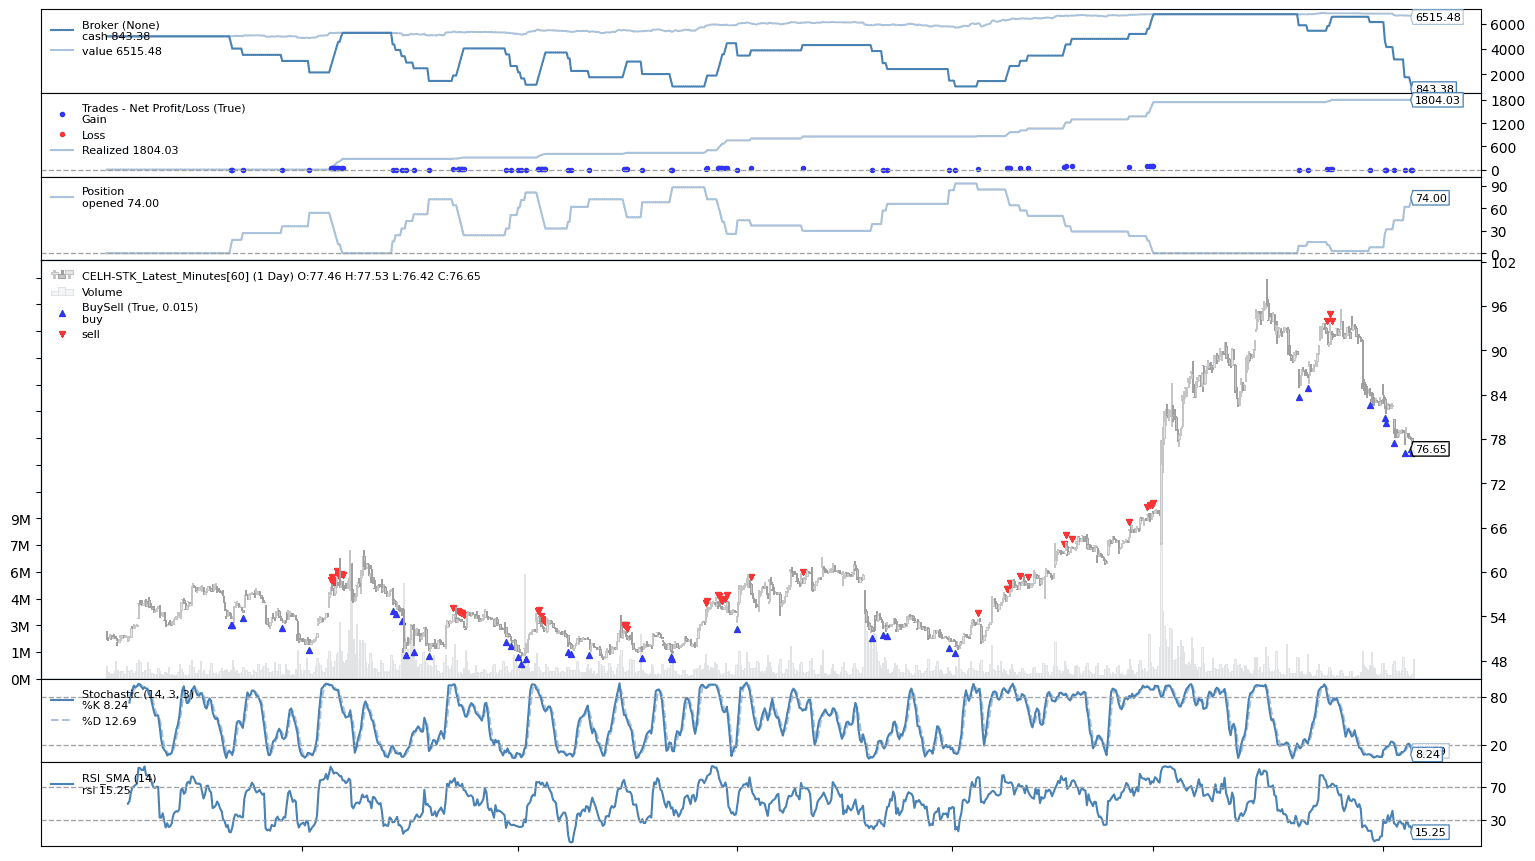 Broker (None)
cash 843.38
value 6515.48
6515.48
6000
4000
2000
843.38
Trades - Net Profit/Loss (True)
Gain
Loss
Realized 1804.03
1804.03
1800
1200
600
0
Position
opened 74.00
90
74.00
60
30
0
CELH-STK_Latest_Minutes[60] (1 Day) O:77.46 H:77.53 L:76.42 C:76.65
Volume
BuySell (True, 0.015)
buy
sell
102
96
90
84
78
76.65
72
66
60
54
48
9M
7M
6M
4M
3M
1M
0M
Stochastic (14, 3, 3)
%K 8.24
%D 12.69
80
20
8.24
RSI_SMA (14)
rsi 15.25
70
30
15.25